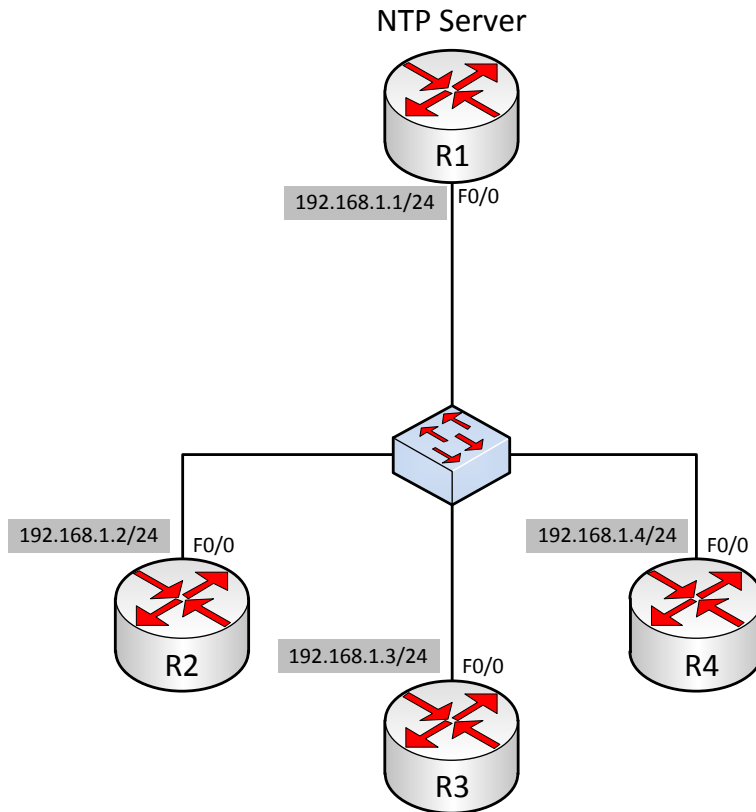 NTP Server
R1
192.168.1.1/24
F0/0
192.168.1.2/24
F0/0
192.168.1.4/24
F0/0
R2
192.168.1.3/24
F0/0
R4
R3